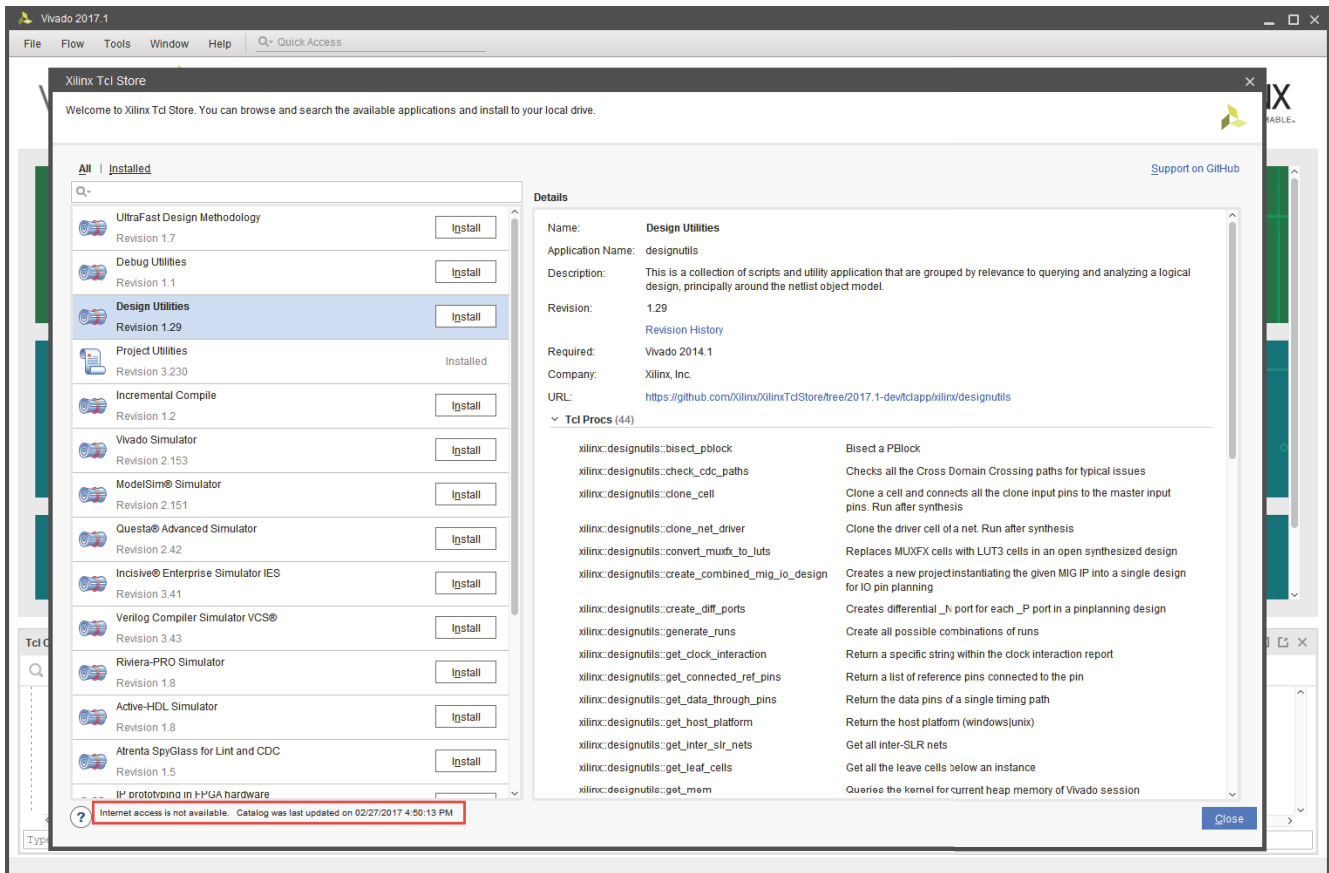 Vivado 2017.1
File Flow Tools Window Help Quick Access
Xilinx Tcl Store
Welcome to Xilinx Tcl Store. You can browse and search the available applications and install to your local drive.
All | Installed
Support on GitHub
UltraFast Design Methodology
Revision 1.7
Install
Debug Utilities
Revision 1.1
Install
Design Utilities
Revision 1.29
Install
Project Utilities
Revision 3.230
Installed
Incremental Compile
Revision 1.2
Install
Vivado Simulator
Revision 2.153
Install
ModelSim® Simulator
Revision 2.151
Install
Questa® Advanced Simulator
Revision 2.42
Install
Incisive® Enterprise Simulator IES
Revision 3.41
Install
Verilog Compiler Simulator VCS®
Revision 3.43
Install
Riviera-PRO Simulator
Revision 1.8
Install
Active-HDL Simulator
Revision 1.8
Install
Atrenta SpyGlass for Lint and CDC
Revision 1.5
Install
IP prototyping in FPGA hardware
Details
Name: Design Utilities
Application Name: designutils
Description: This is a collection of scripts and utility application that are grouped by relevance to querying and analyzing a logical
design, principally around the netlist object model.
Revision: 1.29
Revision History
Required: Vivado 2014.1
Company: Xilinx, Inc.
URL: https://github.com/Xilinx/XilinxTclStore/tree/2017.1-dev/tclapp/xilinx/designutils
Tcl Procs (44)
xilinx::designutils::bisect_pblock Bisect a PBlock
xilinx::designutils::check_cdc_paths Checks all the Cross Domain Crossing paths for typical issues
xilinx::designutils::clone_cell Clone a cell and connects all the clone input pins to the master input
pins. Run after synthesis
xilinx::designutils::clone_net_driver Clone the driver cell of a net. Run after synthesis
xilinx::designutils::convert_muxfx_to_luts Replaces MUXFX cells with LUT3 cells in an open synthesized design
xilinx::designutils::create_combined_mig_io_design Creates a new project instantiating the given MIG IP into a single design
for IO pin planning
xilinx::designutils::create_diff_ports Creates differential _N port for each _P port in a pinplanning design
xilinx::designutils::generate_runs Create all possible combinations of runs
xilinx::designutils::get_clock_interaction Return a specific string within the clock interaction report
xilinx::designutils::get_connected_ref_pins Return a list of reference pins connected to the pin
xilinx::designutils::get_data_through_pins Return the data pins of a single timing path
xilinx::designutils::get_host_platform Return the host platform (windows|unix)
xilinx::designutils::get_inter_slr_nets Get all inter-SLR nets
xilinx::designutils::get_leaf_cells Get all the leave cells below an instance
xilinx::designutils::get_mem Queries the kernel for current heap memory of Vivado session
? Internet access is not available. Catalog was last updated on 02/27/2017 4:50:13 PM
Close
Tcl C
Type